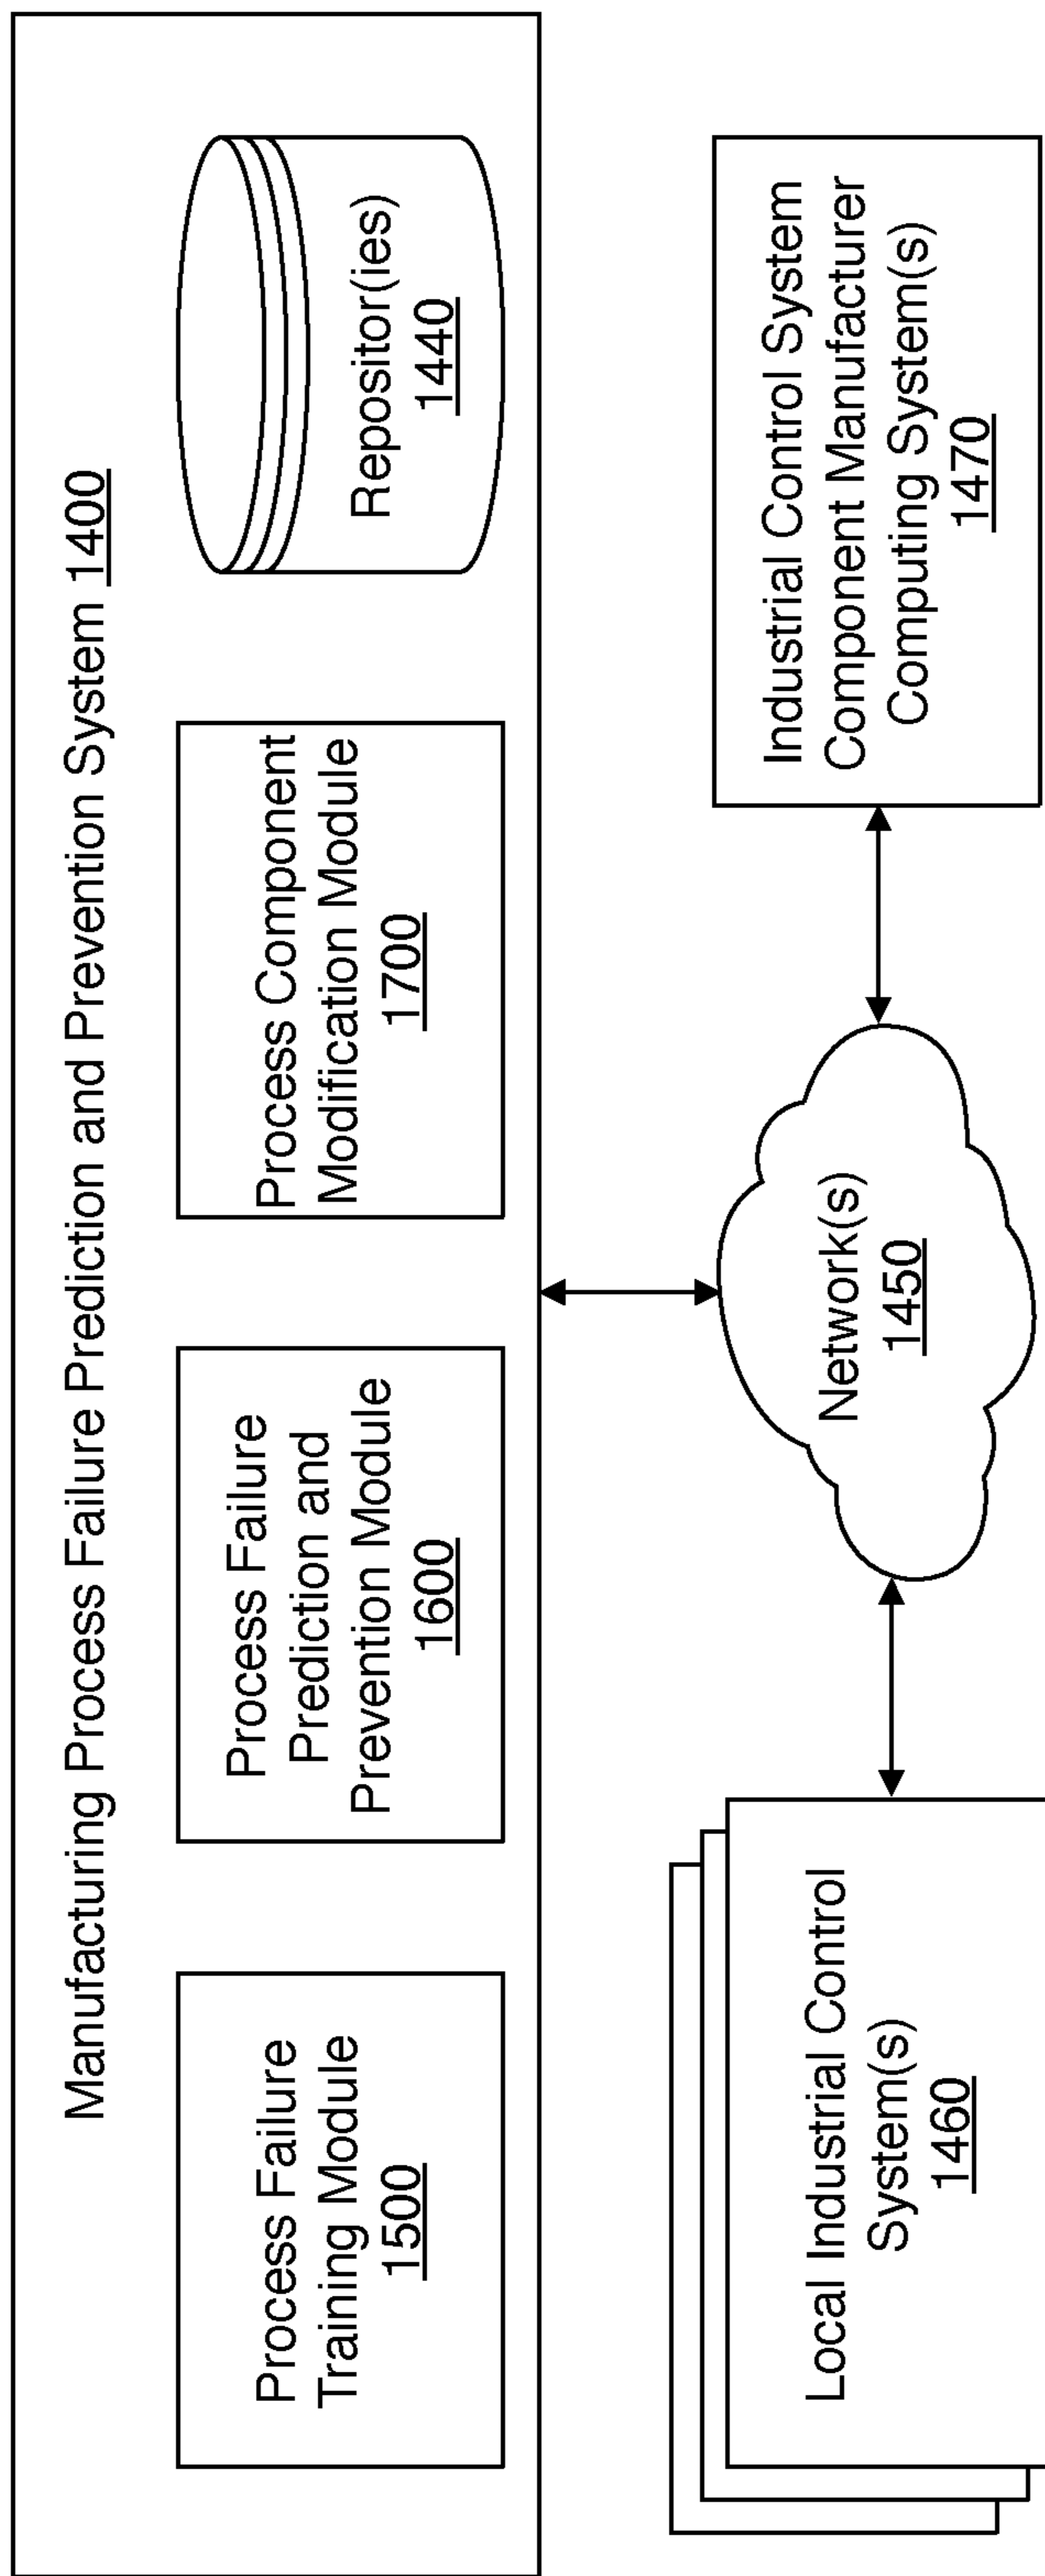 Manufacturing Process Failure Prediction and Prevention System 1400
Process Failure
Training Module
1500
Process Failure
Prediction and
Prevention Module
1600
Process Component
Modification Module
1700
Repositor(ies)
1440
Local Industrial Control
System(s)
1460
Network(s)
1450
Industrial Control System
Component Manufacturer
Computing System(s)
1470